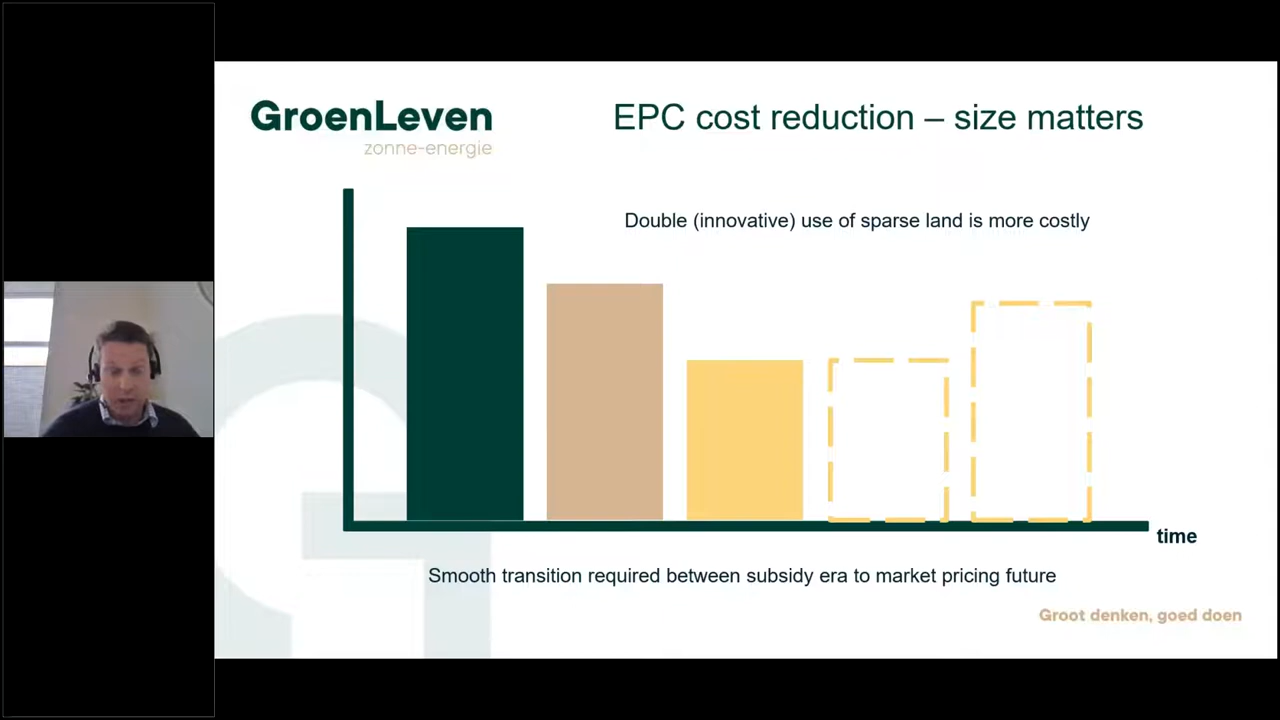 GroenLeven
zonne-energie
EPC cost reduction – size matters
Double (innovative) use of sparse land is more costly
time
Smooth transition required between subsidy era to market pricing future
Groot denken, goed doen